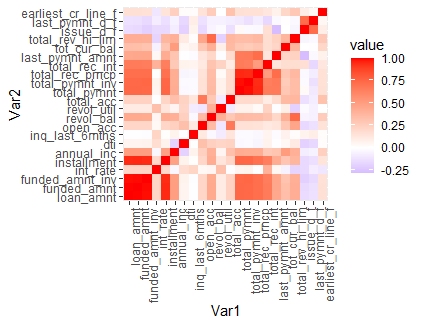 earliest_cr_line_f
last_pymnt_d_f
issue_d_f
total_rev_hi_lim
tot_cur_bal
last_pymnt_amnt
total_rec_int
total_rec_prncp
total_pymnt_inv
total_pymnt
total_acc
revol_util
revol_bal
open_acc
inq_last_6mths
dti
annual_inc
installment
int_rate
funded_amnt_inv
funded_amnt
loan_amnt
Var2
loan_amnt
funded_amnt
funded_amnt_inv
int_rate
installment
annual_inc
dti
inq_last_6mths
open_acc
revol_bal
revol_util
total_acc
total_pymnt
total_pymnt_inv
total_rec_prncp
total_rec_int
last_pymnt_amnt
tot_cur_bal
total_rev_hi_lim
issue_d_f
last_pymnt_d_f
earliest_cr_line_f
Var1
value
1.00
0.75
0.50
0.25
0.00
-0.25